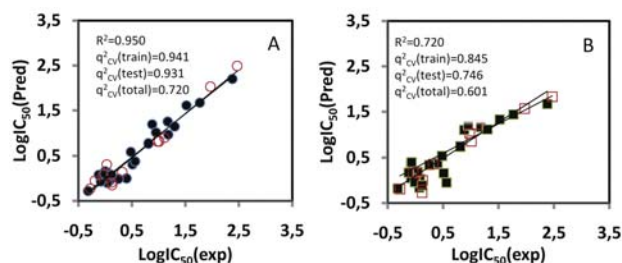 3,5
2,5
1,5
0,5
-0,5
LogIC₅₀(Pred)
R²=0.950
q²CV(train)=0.941
q²CV(test)=0.931
q²CV(total)=0.720
A
-0,5 0,5 1,5 2,5 3,5
LogIC₅₀(exp)
3,5
2,5
1,5
0,5
-0,5
LogIC₅₀(Pred)
R²=0.720
q²CV(train)=0.845
q²CV(test)=0.746
q²CV(total)=0.601
B
-0,5 0,5 1,5 2,5 3,5
LogIC₅₀(exp)